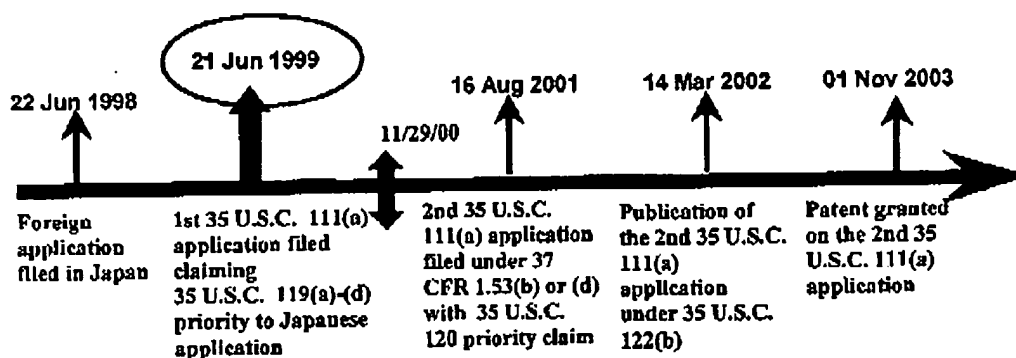 21 Jun 1999
22 Jun 1998
16 Aug 2001
14 Mar 2002
01 Nov 2003
11/29/00
Foreign
application
filed in Japan
1st 35 U.S.C. 111(a)
application filed
claiming
35 U.S.C. 119(a)-(d)
priority to Japanese
application
2nd 35 U.S.C.
111(a) application
filed under 37
CFR 1.53(b) or (d)
with 35 U.S.C.
120 priority claim
Publication of
the 2nd 35 U.S.C.
111(a)
application
under 35 U.S.C.
122(b)
Patent granted
on the 2nd 35
U.S.C. 111(a)
application